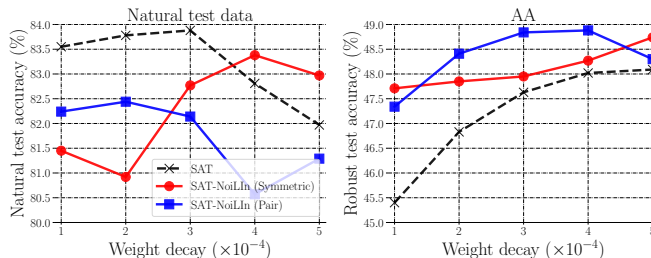 Natural test data
Natural test accuracy (%)
84.0
83.5
83.0
82.5
82.0
81.5
81.0
80.5
80.0
SAT
SAT-NoiLIn (Symmetric)
SAT-NoiLIn (Pair)
1 2 3 4 5
Weight decay (×10⁻⁴)
AA
Robust test accuracy (%)
49.0
48.5
48.0
47.5
47.0
46.5
46.0
45.5
45.0
1 2 3 4 5
Weight decay (×10⁻⁴)